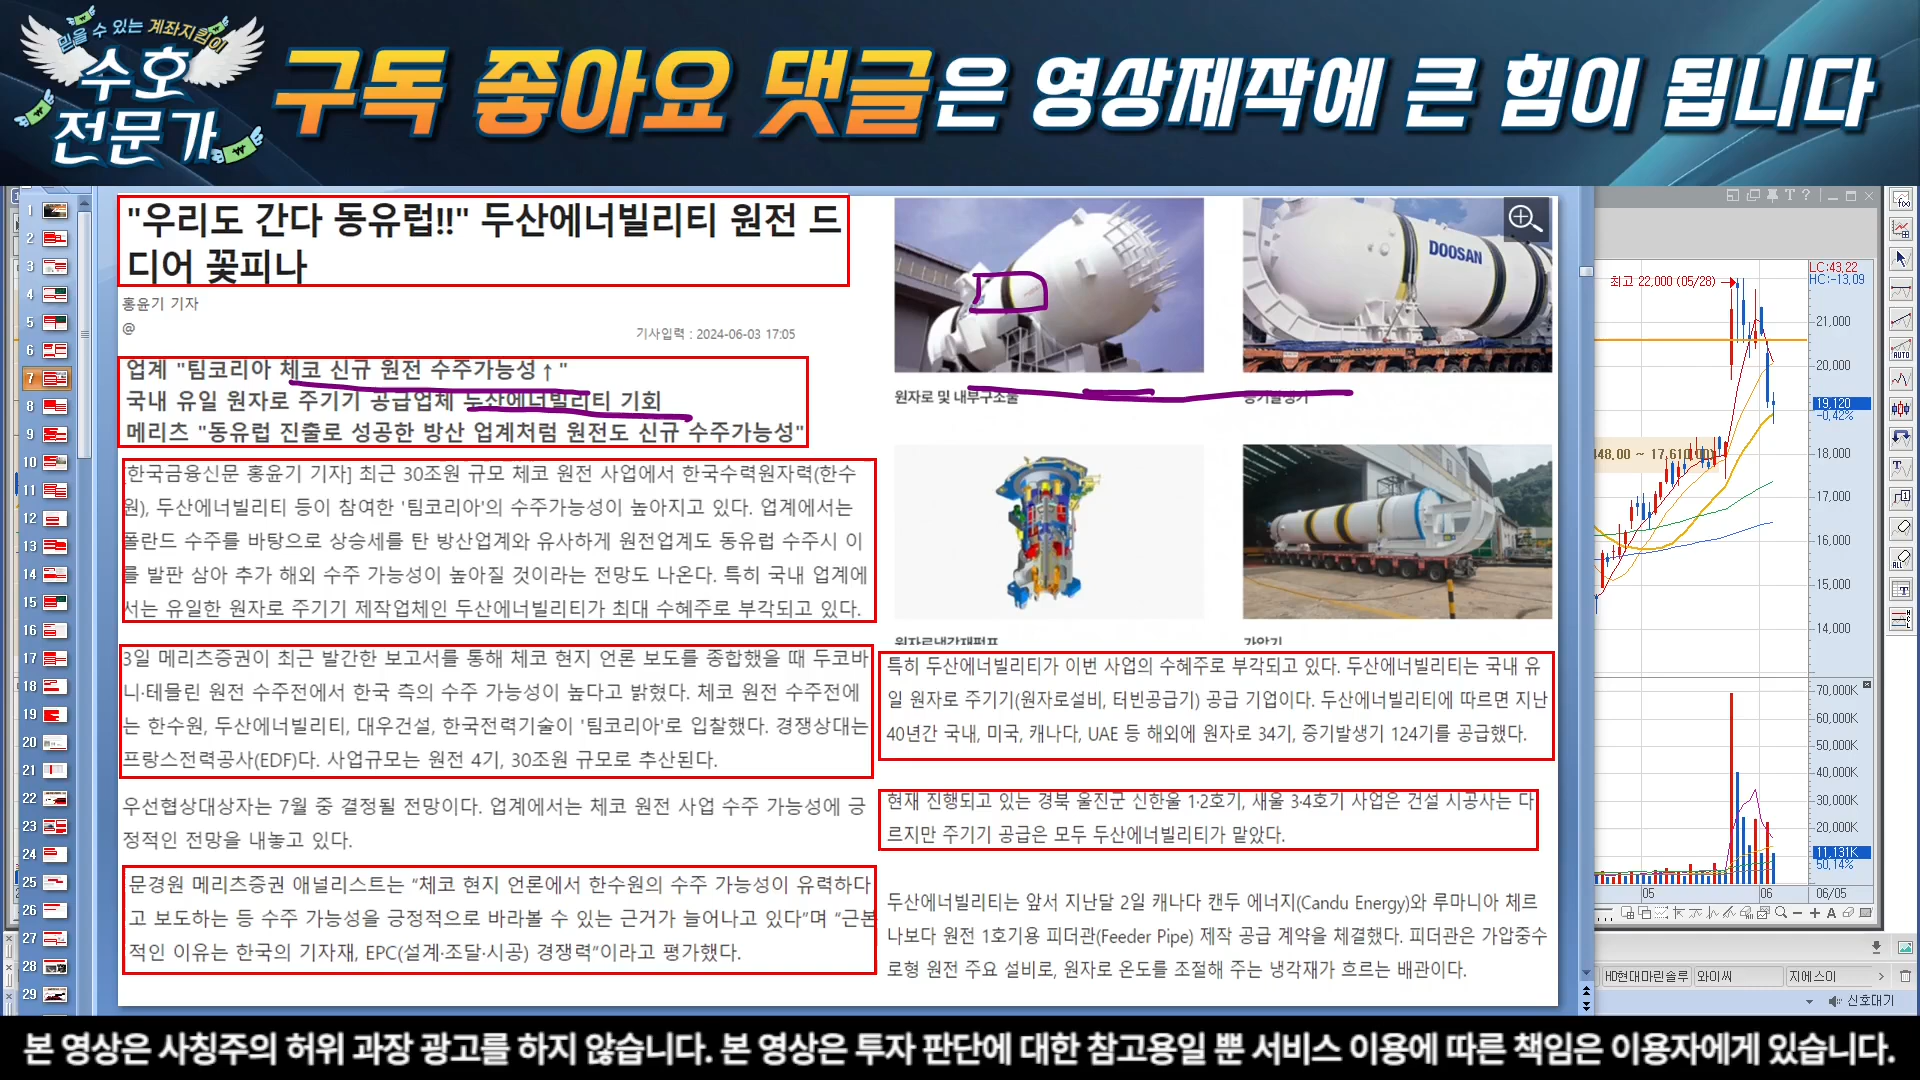 믿을 수 있는 계좌지킴이
수호
전문가
구독 좋아요 댓글은 영상제작에 큰 힘이 됩니다
"우리도 간다 동유럽!!" 두산에너빌리티 원전 드
디어 꽃피나
홍윤기 기자
@
기사입력 : 2024-06-03 17:05
업계 "팀코리아 체코 신규 원전 수주가능성↑"
국내 유일 원자로 주기기 공급업체 두산에너빌리티 기회
메리츠 "동유럽 진출로 성공한 방산 업계처럼 원전도 신규 수주가능성"
[한국금융신문 홍윤기 기자] 최근 30조원 규모 체코 원전 사업에서 한국수력원자력(한수
원), 두산에너빌리티 등이 참여한 '팀코리아'의 수주가능성이 높아지고 있다. 업계에서는
폴란드 수주를 바탕으로 상승세를 탄 방산업계와 유사하게 원전업계도 동유럽 수주시 이
를 발판 삼아 추가 해외 수주 가능성이 높아질 것이라는 전망도 나온다. 특히 국내 업계에
서는 유일한 원자로 주기기 제작업체인 두산에너빌리티가 최대 수혜주로 부각되고 있다.
3일 메리츠증권이 최근 발간한 보고서를 통해 체코 현지 언론 보도를 종합했을 때 두코바
니·테믈린 원전 수주전에서 한국 측의 수주 가능성이 높다고 밝혔다. 체코 원전 수주전에
는 한수원, 두산에너빌리티, 대우건설, 한국전력기술이 '팀코리아'로 입찰했다. 경쟁상대는
프랑스전력공사(EDF)다. 사업규모는 원전 4기, 30조원 규모로 추산된다.
우선협상대상자는 7월 중 결정될 전망이다. 업계에서는 체코 원전 사업 수주 가능성에 긍
정적인 전망을 내놓고 있다.
문경원 메리츠증권 애널리스트는 “체코 현지 언론에서 한수원의 수주 가능성이 유력하다
고 보도하는 등 수주 가능성을 긍정적으로 바라볼 수 있는 근거가 늘어나고 있다”며 “근본
적인 이유는 한국의 기자재, EPC(설계·조달·시공) 경쟁력”이라고 평가했다.
DOOSAN
원자로 및 내부구조물
증기발생기
원자로냉각재펌프
가압기
특히 두산에너빌리티가 이번 사업의 수혜주로 부각되고 있다. 두산에너빌리티는 국내 유
일 원자로 주기기(원자로설비, 터빈공급기) 공급 기업이다. 두산에너빌리티에 따르면 지난
40년간 국내, 미국, 캐나다, UAE 등 해외에 원자로 34기, 증기발생기 124기를 공급했다.
현재 진행되고 있는 경북 울진군 신한울 1·2호기, 새울 3·4호기 사업은 건설 시공사는 다
르지만 주기기 공급은 모두 두산에너빌리티가 맡았다.
두산에너빌리티는 앞서 지난달 2일 캐나다 캔두 에너지(Candu Energy)와 루마니아 체르
나보다 원전 1호기용 피더관(Feeder Pipe) 제작 공급 계약을 체결했다. 피더관은 가압중수
로형 원전 주요 설비로, 원자로 온도를 조절해 주는 냉각재가 흐르는 배관이다.
1
2
3
4
5
6
7
8
9
10
11
12
13
14
15
16
17
18
19
20
21
22
23
24
25
26
27
28
29
최고 22,000 (05/28)
LC:43,22
HC:-13,09
21,000
20,000
19,120
-0,42%
18,000
17,000
16,000
15,000
14,000
448,00 ~ 17,610,00)
70,000K
60,000K
50,000K
40,000K
30,000K
20,000K
11,131K
50,14%
05
06
06/05
HD현대마린솔루
와이씨
지에스이
신호대기
본 영상은 사칭주의 허위 과장 광고를 하지 않습니다. 본 영상은 투자 판단에 대한 참고용일 뿐 서비스 이용에 따른 책임은 이용자에게 있습니다.